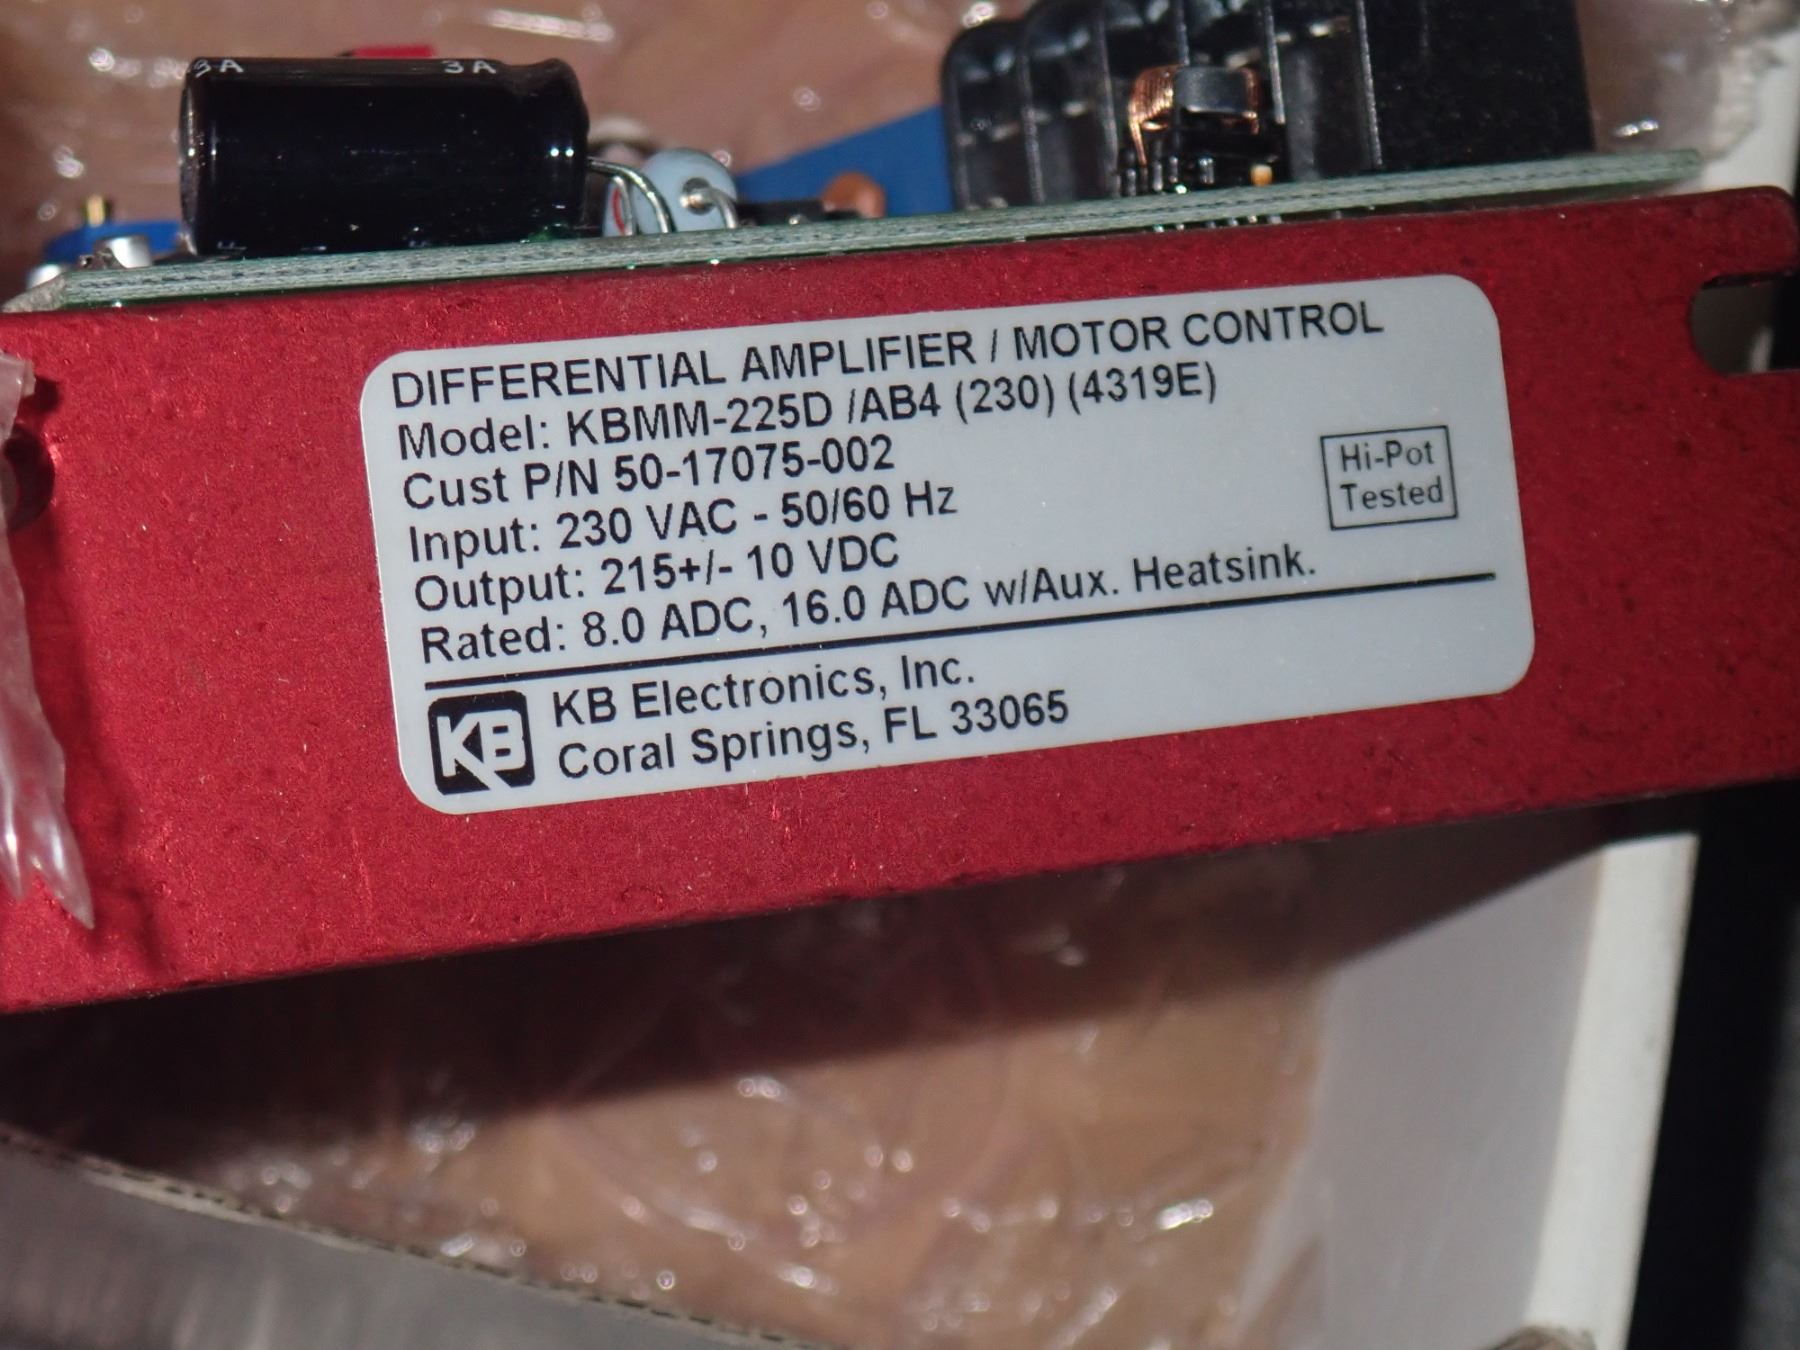 3A 3A
DIFFERENTIAL AMPLIFIER / MOTOR CONTROL
Model: KBMM-225D /AB4 (230) (4319E)
Cust P/N 50-17075-002
Input: 230 VAC - 50/60 Hz
Output: 215+/- 10 VDC
Rated: 8.0 ADC, 16.0 ADC w/Aux. Heatsink.
Hi-Pot
Tested
KB KB Electronics, Inc.
Coral Springs, FL 33065